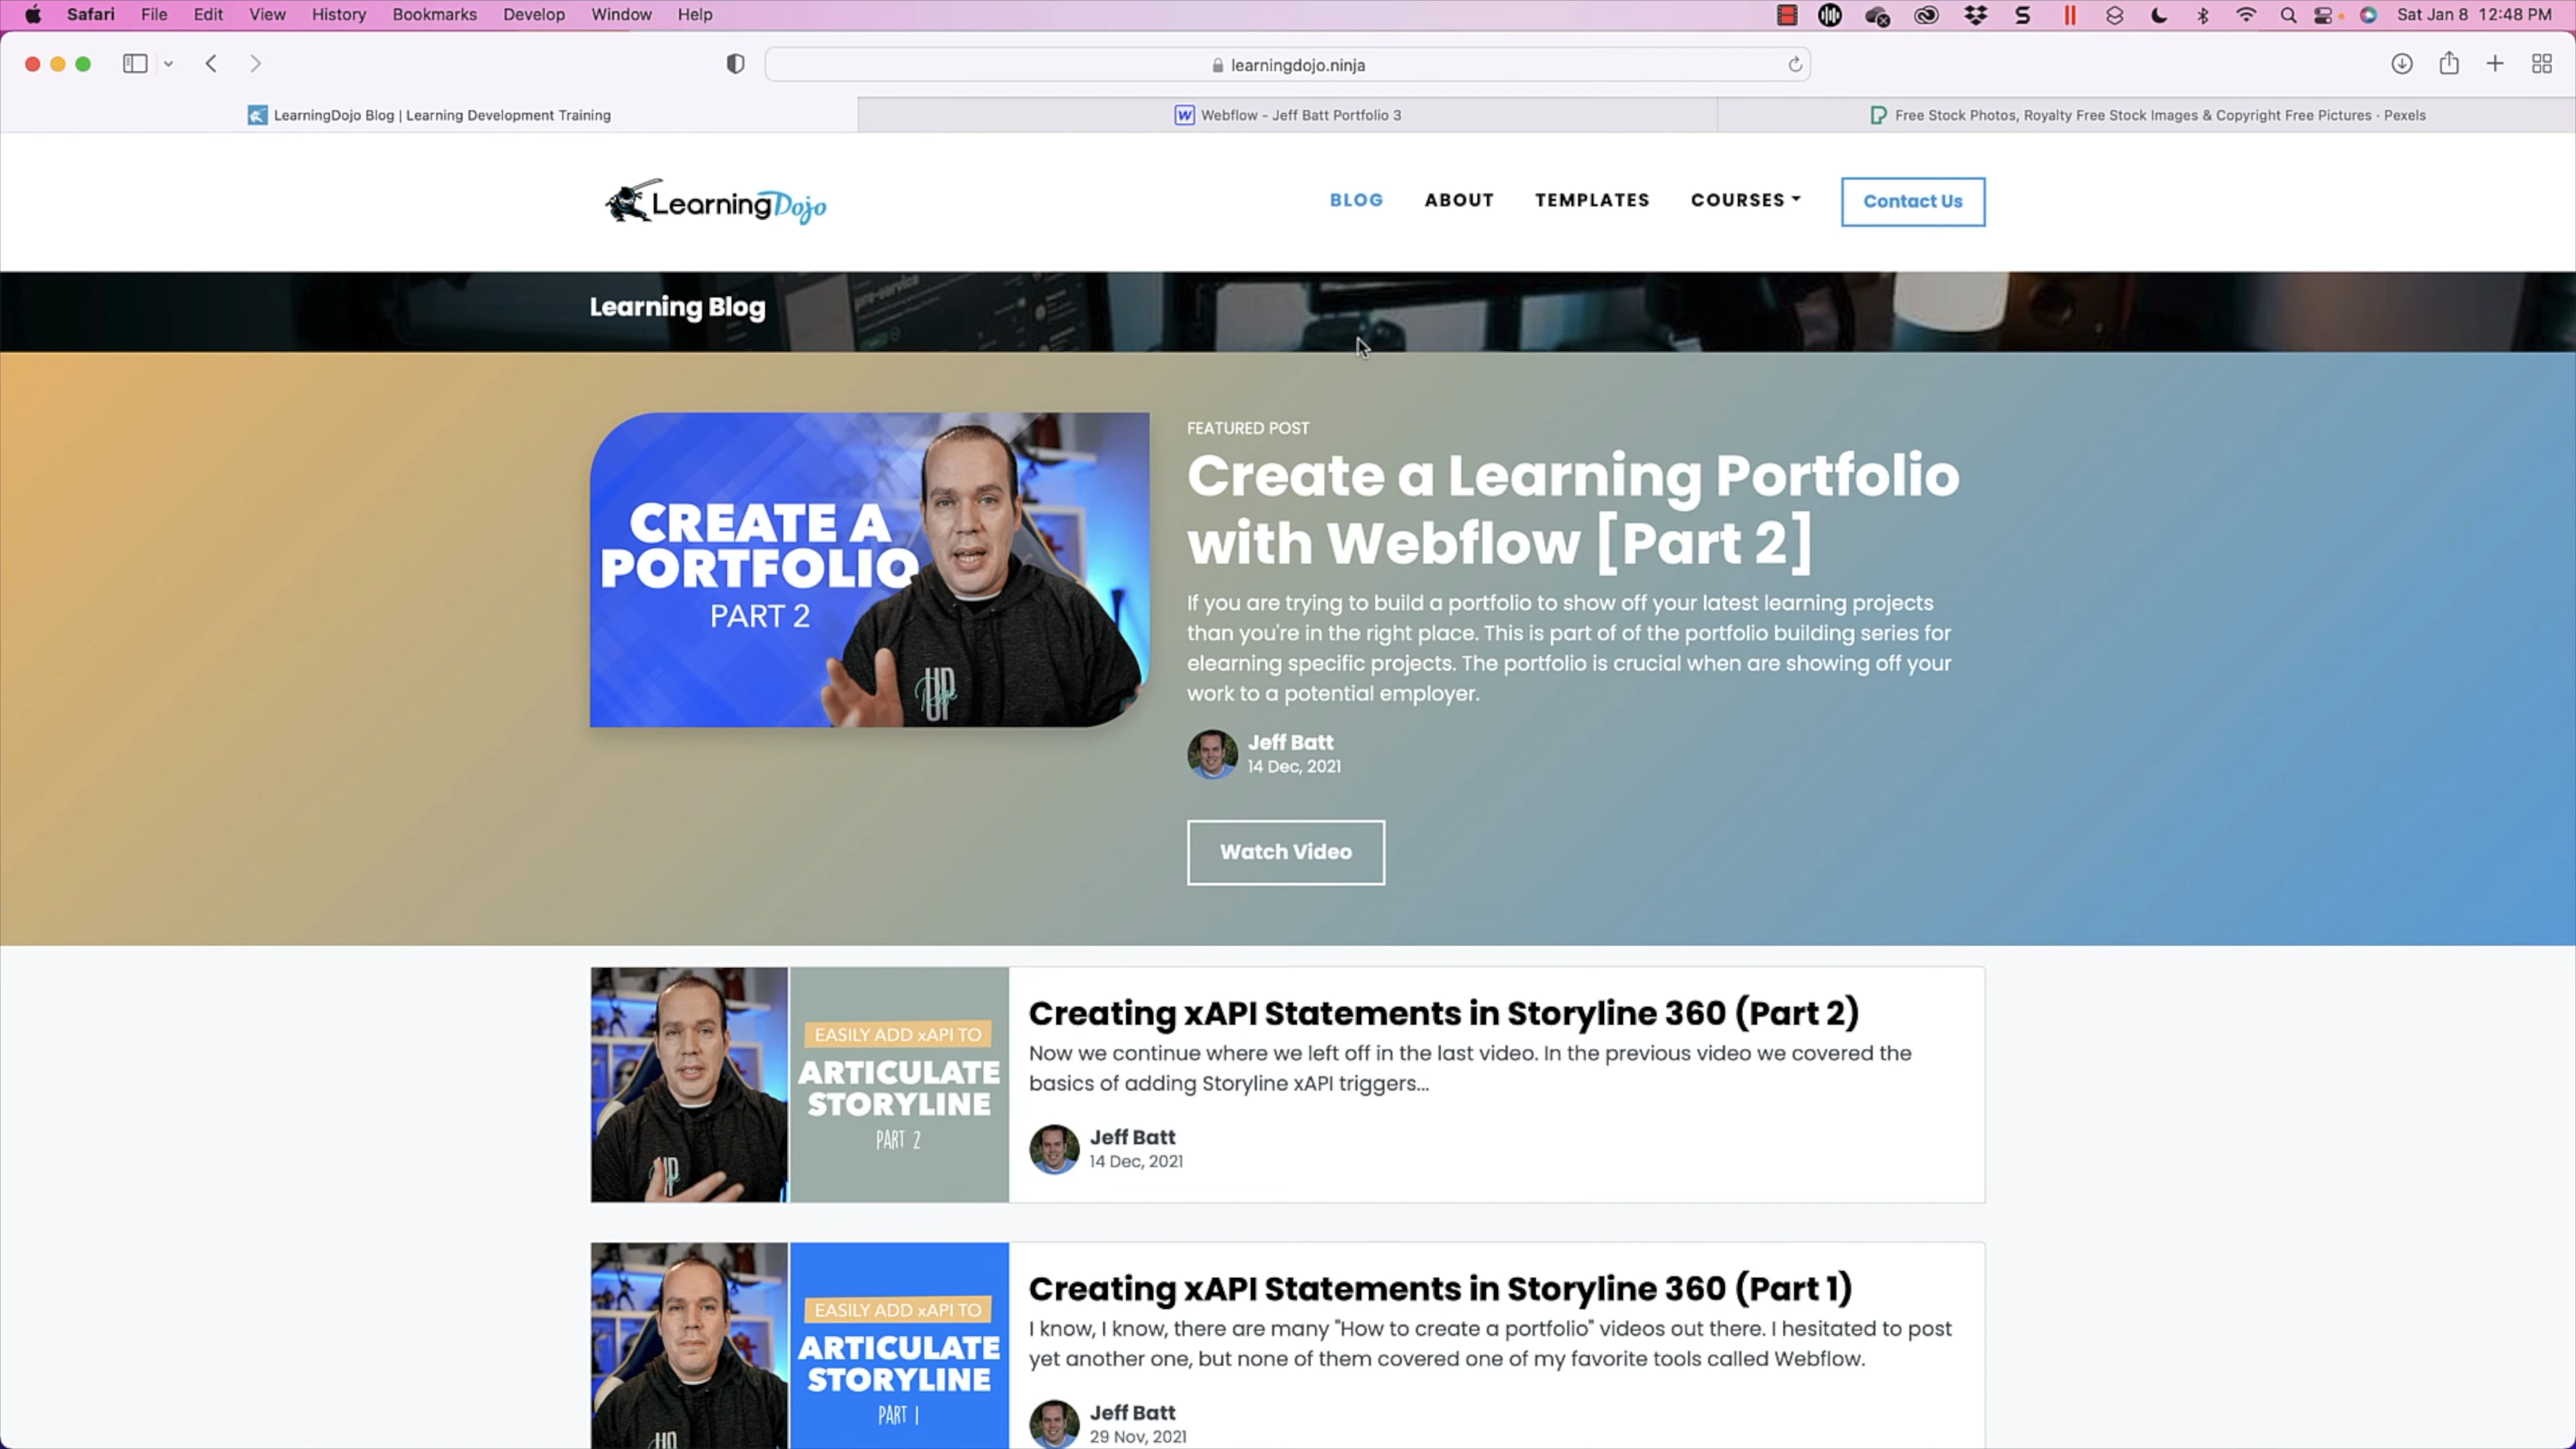 Safari File Edit View History Bookmarks Develop Window Help
Sat Jan 8 12:48 PM
learningdojo.ninja
LearningDojo Blog | Learning Development Training
Webflow - Jeff Batt Portfolio 3
Free Stock Photos, Royalty Free Stock Images & Copyright Free Pictures · Pexels
LearningDojo
BLOG ABOUT TEMPLATES COURSES Contact Us
Learning Blog
CREATE A
PORTFOLIO
PART 2
UP
FEATURED POST
Create a Learning Portfolio
with Webflow [Part 2]
If you are trying to build a portfolio to show off your latest learning projects
than you're in the right place. This is part of of the portfolio building series for
elearning specific projects. The portfolio is crucial when are showing off your
work to a potential employer.
Jeff Batt
14 Dec, 2021
Watch Video
EASILY ADD xAPI TO
ARTICULATE
STORYLINE
PART 2
Creating xAPI Statements in Storyline 360 (Part 2)
Now we continue where we left off in the last video. In the previous video we covered the
basics of adding Storyline xAPI triggers...
Jeff Batt
14 Dec, 2021
EASILY ADD xAPI TO
ARTICULATE
STORYLINE
PART 1
Creating xAPI Statements in Storyline 360 (Part 1)
I know, I know, there are many "How to create a portfolio" videos out there. I hesitated to post
yet another one, but none of them covered one of my favorite tools called Webflow.
Jeff Batt
29 Nov, 2021